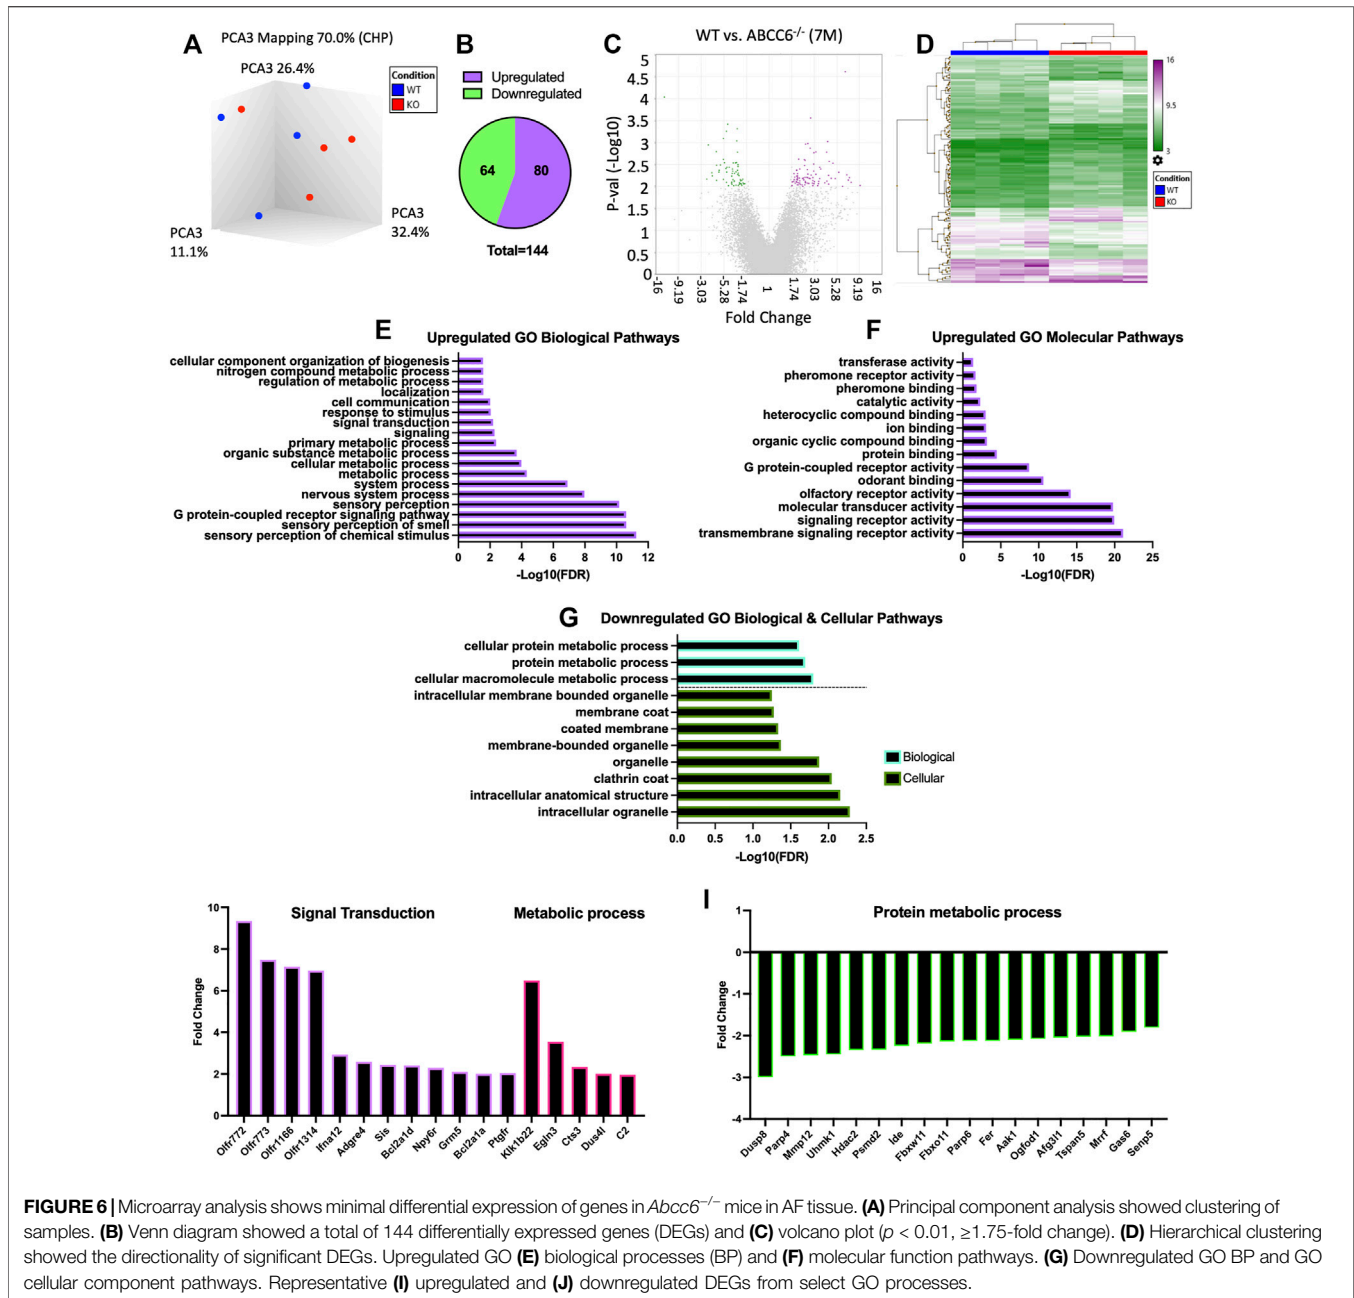 A
PCA3 Mapping 70.0% (CHP)
PCA3 26.4%
Condition
WT
KO
PCA3
11.1%
PCA3
32.4%
B
Upregulated
Downregulated
64
80
Total=144
C
WT vs. ABCC6-/- (7M)
P-val (-Log10)
5
4.5
4
3.5
3
2.5
2
1.5
1
0.5
0
-16
-9.19
-3.03
-5.28
-1.74
1
1.74
3.03
5.28
9.19
16
Fold Change
D
16
9.5
3
Condition
WT
KO
E
Upregulated GO Biological Pathways
cellular component organization of biogenesis
nitrogen compound metabolic process
regulation of metabolic process
localization
cell communication
response to stimulus
signal transduction
signaling
primary metabolic process
organic substance metabolic process
cellular metabolic process
metabolic process
system process
nervous system process
sensory perception
G protein-coupled receptor signaling pathway
sensory perception of smell
sensory perception of chemical stimulus
0 2 4 6 8 10 12
-Log10(FDR)
F
Upregulated GO Molecular Pathways
transferase activity
pheromone receptor activity
pheromone binding
catalytic activity
heterocyclic compound binding
ion binding
organic cyclic compound binding
protein binding
G protein-coupled receptor activity
odorant binding
olfactory receptor activity
molecular transducer activity
signaling receptor activity
transmembrane signaling receptor activity
0 5 10 15 20 25
-Log10(FDR)
G
Downregulated GO Biological & Cellular Pathways
cellular protein metabolic process
protein metabolic process
cellular macromolecule metabolic process
intracellular membrane bounded organelle
membrane coat
coated membrane
membrane-bounded organelle
organelle
clathrin coat
intracellular anatomical structure
intracellular ogranelle
0.0 0.5 1.0 1.5 2.0 2.5
-Log10(FDR)
Biological
Cellular
Signal Transduction
Metabolic process
Fold Change
10
8
6
4
2
0
Olfr772 Olfr773 Olfr1166 Olfr1314 Ifna12 Adgre4 Sis Bcl2a1d Npy6r Grm5 Bcl2a1a Ptgfr Klk1b22 Egln3 Cts3 Dus4l C2
I
Protein metabolic process
Fold Change
1
0
-1
-2
-3
-4
Dusp8 Parp4 Mmp12 Uhmk1 Hdac2 Psmd2 Ide Fbxw11 Fbxo11 Parp6 Fer Aak1 Ogfod1 Afg3l1 Tspan5 Mrrf Gas6 Senp5
FIGURE 6 | Microarray analysis shows minimal differential expression of genes in Abcc6−/− mice in AF tissue. (A) Principal component analysis showed clustering of
samples. (B) Venn diagram showed a total of 144 differentially expressed genes (DEGs) and (C) volcano plot (p < 0.01, ≥1.75-fold change). (D) Hierarchical clustering
showed the directionality of significant DEGs. Upregulated GO (E) biological processes (BP) and (F) molecular function pathways. (G) Downregulated GO BP and GO
cellular component pathways. Representative (I) upregulated and (J) downregulated DEGs from select GO processes.